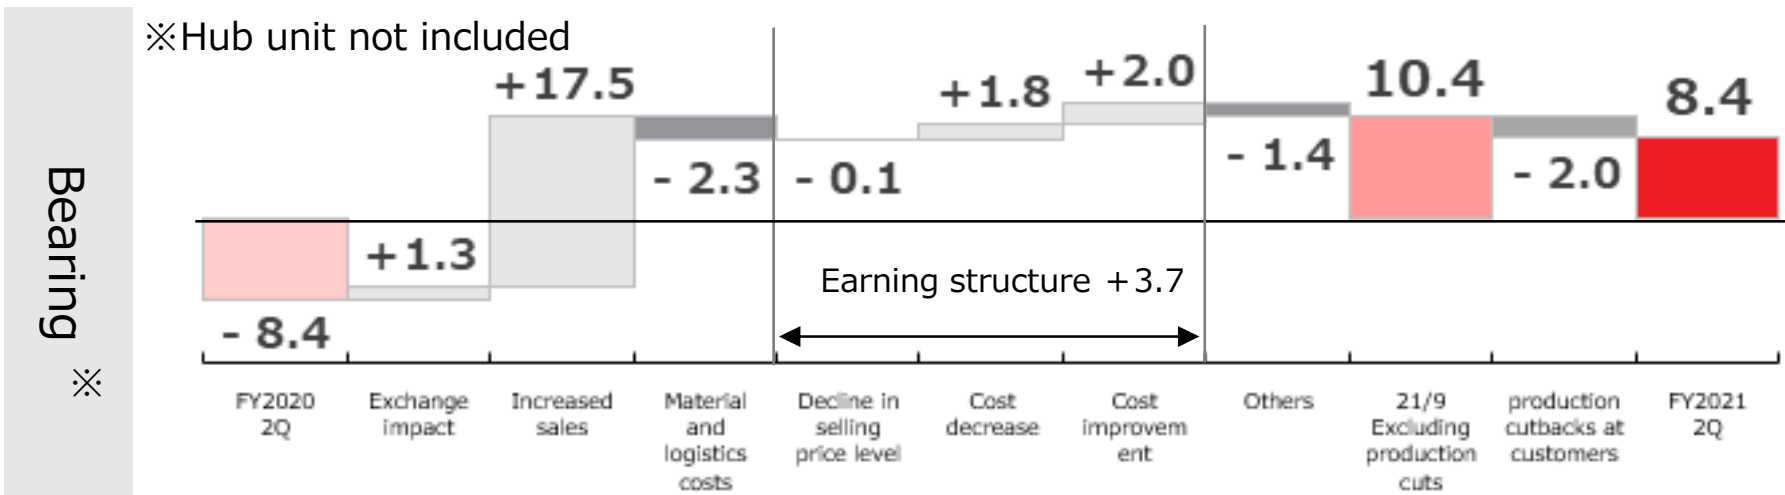 ※Hub unit not included
Bearing ※
- 8.4
+1.3
+17.5
- 2.3
- 0.1
+1.8
+2.0
- 1.4
10.4
- 2.0
8.4
Earning structure +3.7
FY2020
2Q
Exchange
impact
Increased
sales
Material
and
logistics
costs
Decline in
selling
price level
Cost
decrease
Cost
improvem
ent
Others
21/9
Excluding
production
cuts
production
cutbacks at
customers
FY2021
2Q